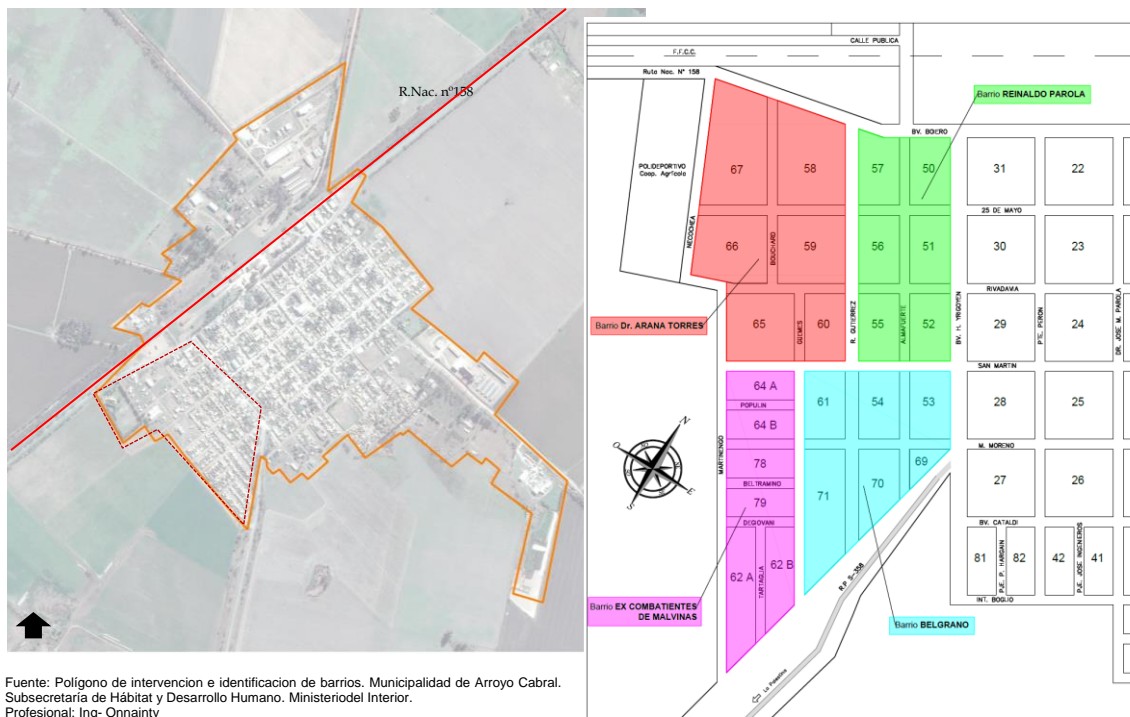 R.Nac. nº158
Fuente: Polígono de intervencion e identificacion de barrios. Municipalidad de Arroyo Cabral.
Subsecretaría de Hábitat y Desarrollo Humano. Ministeriodel Interior.
Profesional: Ing- Onnainty
CALLE PUBLICA
F.F.C.C.
Ruta Nac. N° 158
Barrio REINALDO PAROLA
BV. BOERO
POLIDEPORTIVO
Coop. Agrícola
NECOCHEA
67
58
57
50
31
22
25 DE MAYO
66
BOUCHARD
59
56
51
30
23
RIVADAVIA
Barrio Dr. ARANA TORRES
65
GÜEMES
60
R. GUTIERREZ
55
ALMAFUERTE
52
BV. H. YRIGOYEN
29
PTE. PERON
24
DR. JOSE M. PAROLA
SAN MARTIN
64 A
POPULIN
64 B
61
54
53
28
25
MARTINENGO
M. MORENO
N
O
E
S
78
BELTRAMINO
79
DEGIOVANI
71
70
69
27
26
BV. CATALDI
62 A
TARTAGLIA
62 B
81
PJE. P. HARGAIN
82
42
PJE. JOSE INGENIEROS
41
INT. BOGLIO
R.P. S-358
Barrio EX COMBATIENTES
DE MALVINAS
Barrio BELGRANO
La Palestina